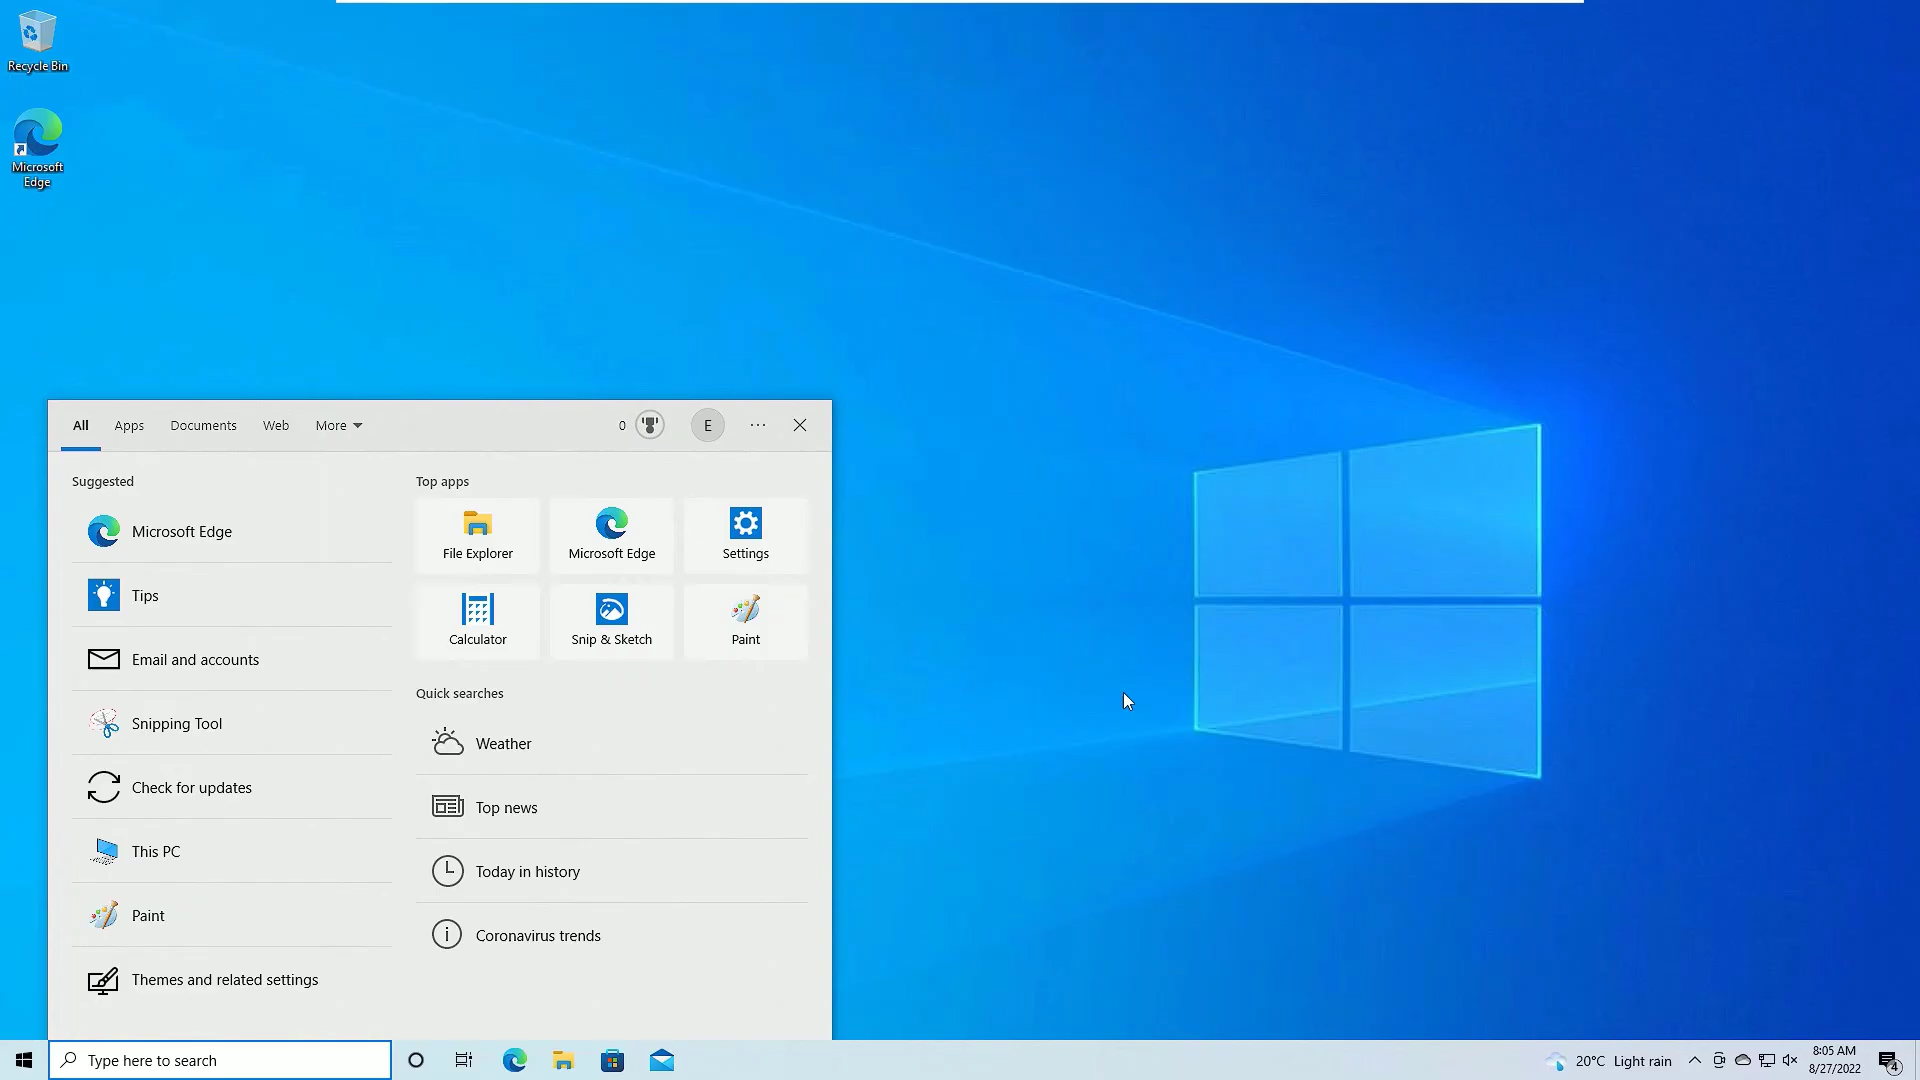 Recycle Bin
Microsoft
Edge
All
Apps
Documents
Web
More
0
E
Suggested
Microsoft Edge
Tips
Email and accounts
Snipping Tool
Check for updates
This PC
Paint
Themes and related settings
Top apps
File Explorer
Microsoft Edge
Settings
Calculator
Snip & Sketch
Paint
Quick searches
Weather
Top news
Today in history
Coronavirus trends
Type here to search
20°C Light rain
8:05 AM
8/27/2022
4